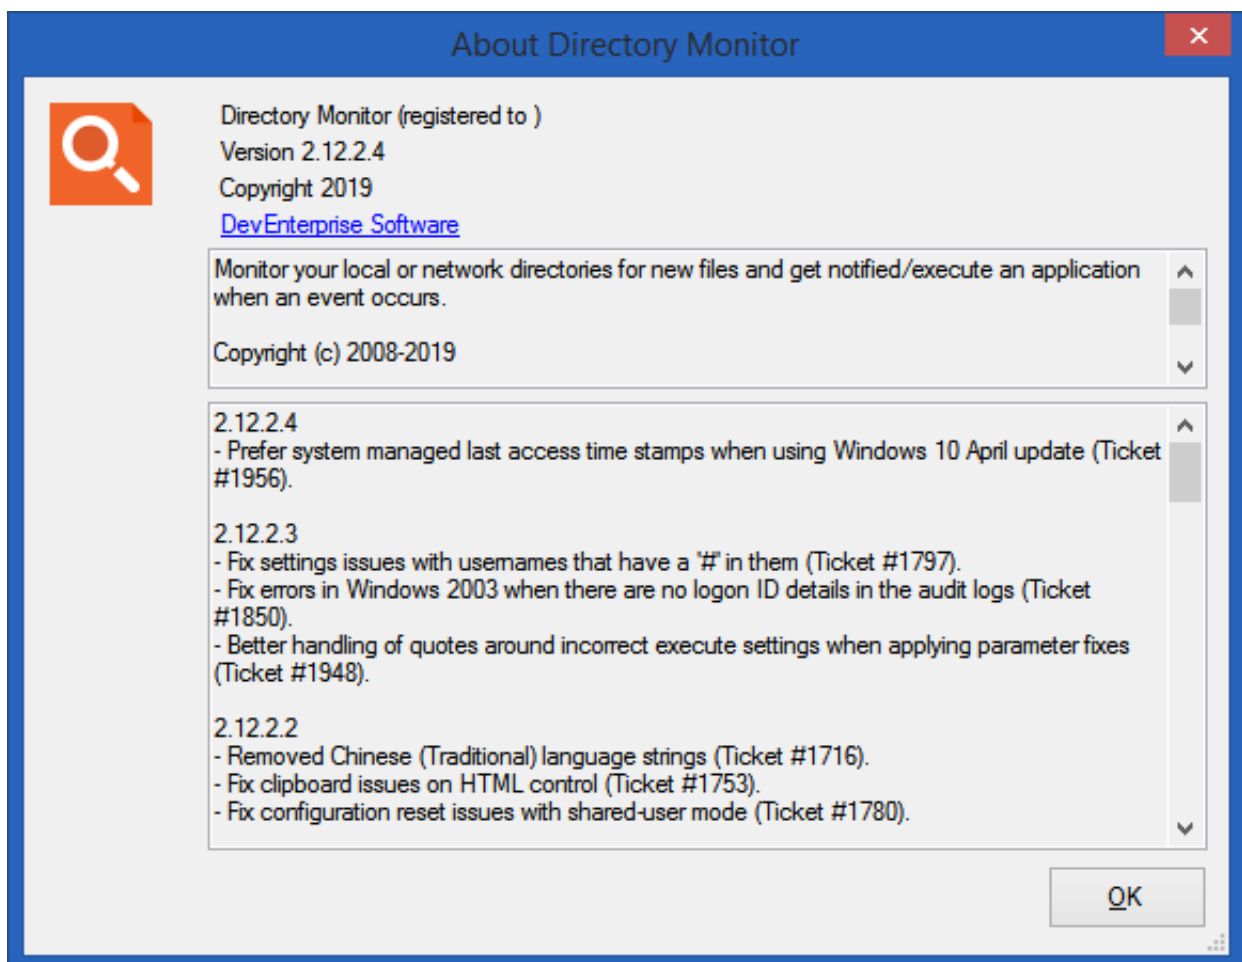 About Directory Monitor
Directory Monitor (registered to )
Version 2.12.2.4
Copyright 2019
DevEnterprise Software
Monitor your local or network directories for new files and get notified/execute an application
when an event occurs.
Copyright (c) 2008-2019
2.12.2.4
- Prefer system managed last access time stamps when using Windows 10 April update (Ticket
#1956).
2.12.2.3
- Fix settings issues with usernames that have a '#' in them (Ticket #1797).
- Fix errors in Windows 2003 when there are no logon ID details in the audit logs (Ticket
#1850).
- Better handling of quotes around incorrect execute settings when applying parameter fixes
(Ticket #1948).
2.12.2.2
- Removed Chinese (Traditional) language strings (Ticket #1716).
- Fix clipboard issues on HTML control (Ticket #1753).
- Fix configuration reset issues with shared-user mode (Ticket #1780).
OK